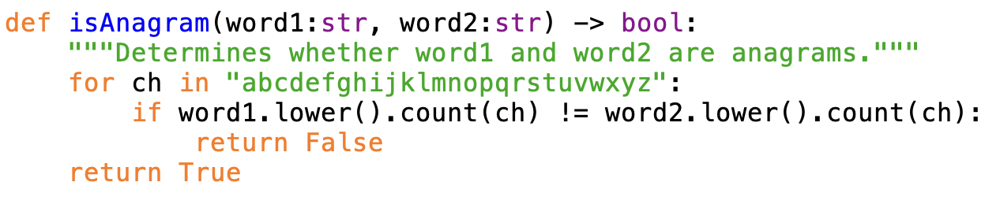 def isAnagram(word1:str, word2:str) -> bool:
    """Determines whether word1 and word2 are anagrams."""
    for ch in "abcdefghijklmnopqrstuvwxyz":
        if word1.lower().count(ch) != word2.lower().count(ch):
            return False
    return True